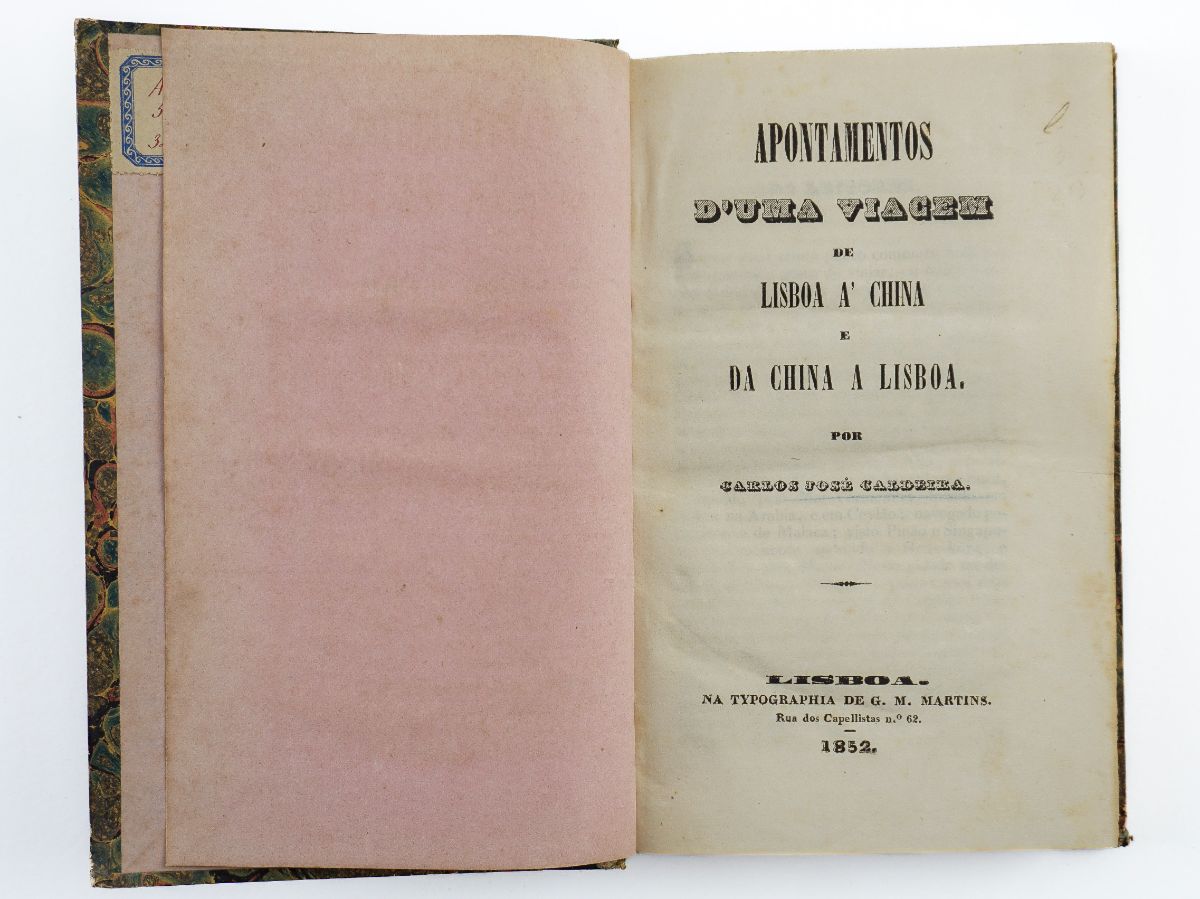 APONTAMENTOS
D'UMA VIAGEM
DE
LISBOA A' CHINA
E
DA CHINA A LISBOA.
POR
CARLOS JOSÉ CALDEIRA.
LISBOA.
NA TYPOGRAPHIA DE G. M. MARTINS.
Rua dos Capellistas n.º 62.
1852.